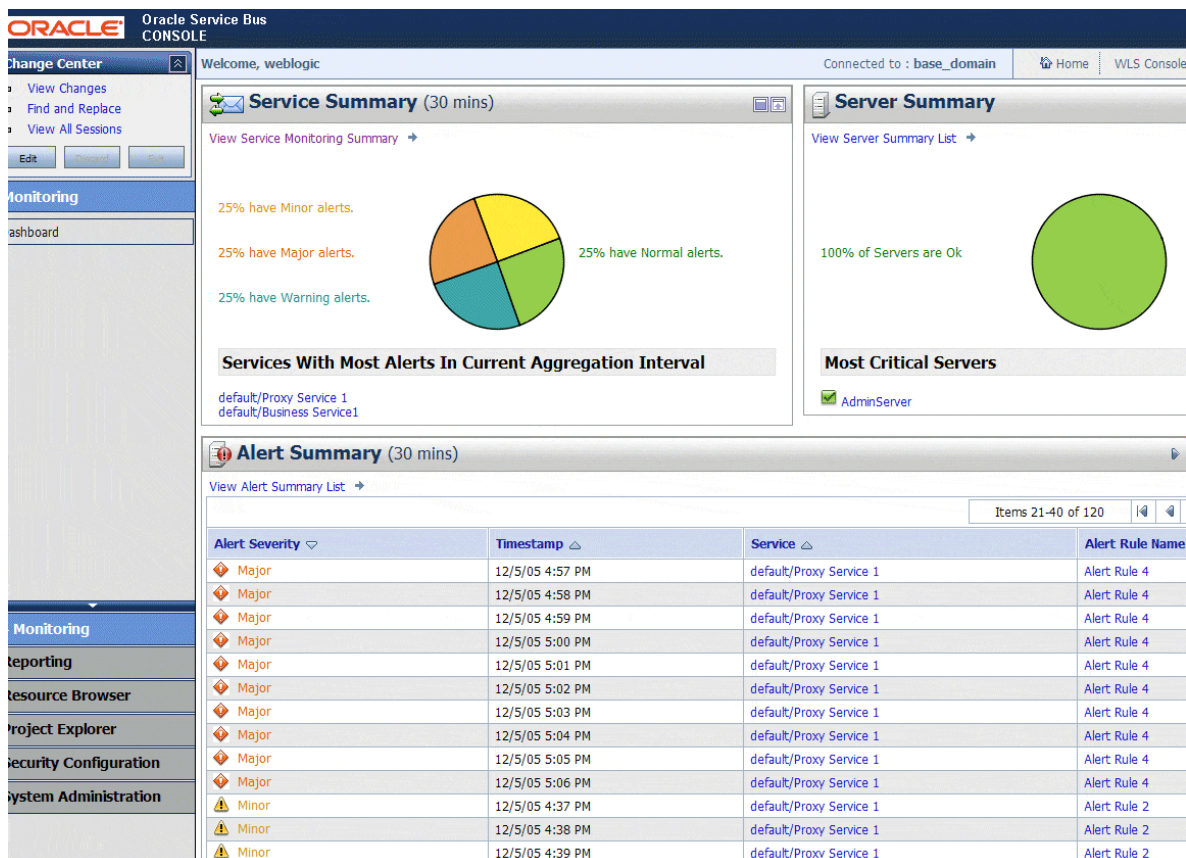 ORACLE
Oracle Service Bus
CONSOLE
Change Center
View Changes
Find and Replace
View All Sessions
Edit
Monitoring
ashboard
Monitoring
Reporting
Resource Browser
Project Explorer
Security Configuration
System Administration
Welcome, weblogic
Connected to : base_domain
Home
WLS Console
Service Summary (30 mins)
View Service Monitoring Summary
25% have Minor alerts.
25% have Major alerts.
25% have Warning alerts.
25% have Normal alerts.
Services With Most Alerts In Current Aggregation Interval
default/Proxy Service 1
default/Business Service1
Server Summary
View Server Summary List
100% of Servers are Ok
Most Critical Servers
AdminServer
Alert Summary (30 mins)
View Alert Summary List
Items 21-40 of 120
Alert Severity Timestamp Service Alert Rule Name
Major 12/5/05 4:57 PM default/Proxy Service 1 Alert Rule 4
Major 12/5/05 4:58 PM default/Proxy Service 1 Alert Rule 4
Major 12/5/05 4:59 PM default/Proxy Service 1 Alert Rule 4
Major 12/5/05 5:00 PM default/Proxy Service 1 Alert Rule 4
Major 12/5/05 5:01 PM default/Proxy Service 1 Alert Rule 4
Major 12/5/05 5:02 PM default/Proxy Service 1 Alert Rule 4
Major 12/5/05 5:03 PM default/Proxy Service 1 Alert Rule 4
Major 12/5/05 5:04 PM default/Proxy Service 1 Alert Rule 4
Major 12/5/05 5:05 PM default/Proxy Service 1 Alert Rule 4
Major 12/5/05 5:06 PM default/Proxy Service 1 Alert Rule 4
Minor 12/5/05 4:37 PM default/Proxy Service 1 Alert Rule 2
Minor 12/5/05 4:38 PM default/Proxy Service 1 Alert Rule 2
Minor 12/5/05 4:39 PM default/Proxy Service 1 Alert Rule 2